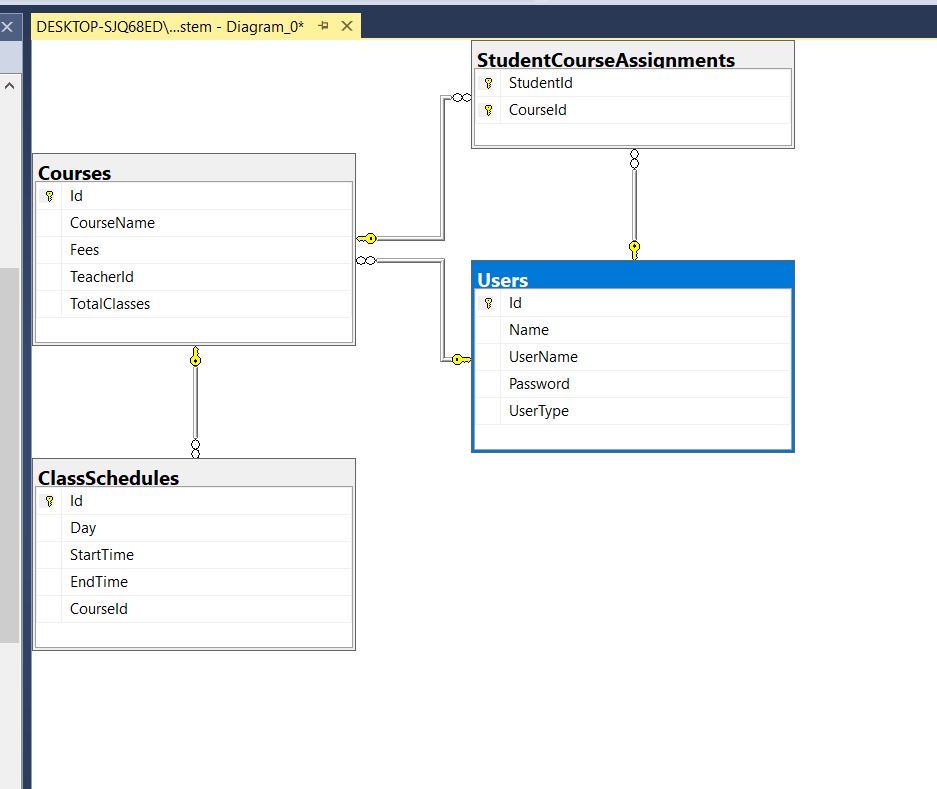 DESKTOP-SJQ68ED\...stem - Diagram_0*
StudentCourseAssignments
StudentId
CourseId
Courses
Id
CourseName
Fees
TeacherId
TotalClasses
Users
Id
Name
UserName
Password
UserType
ClassSchedules
Id
Day
StartTime
EndTime
CourseId